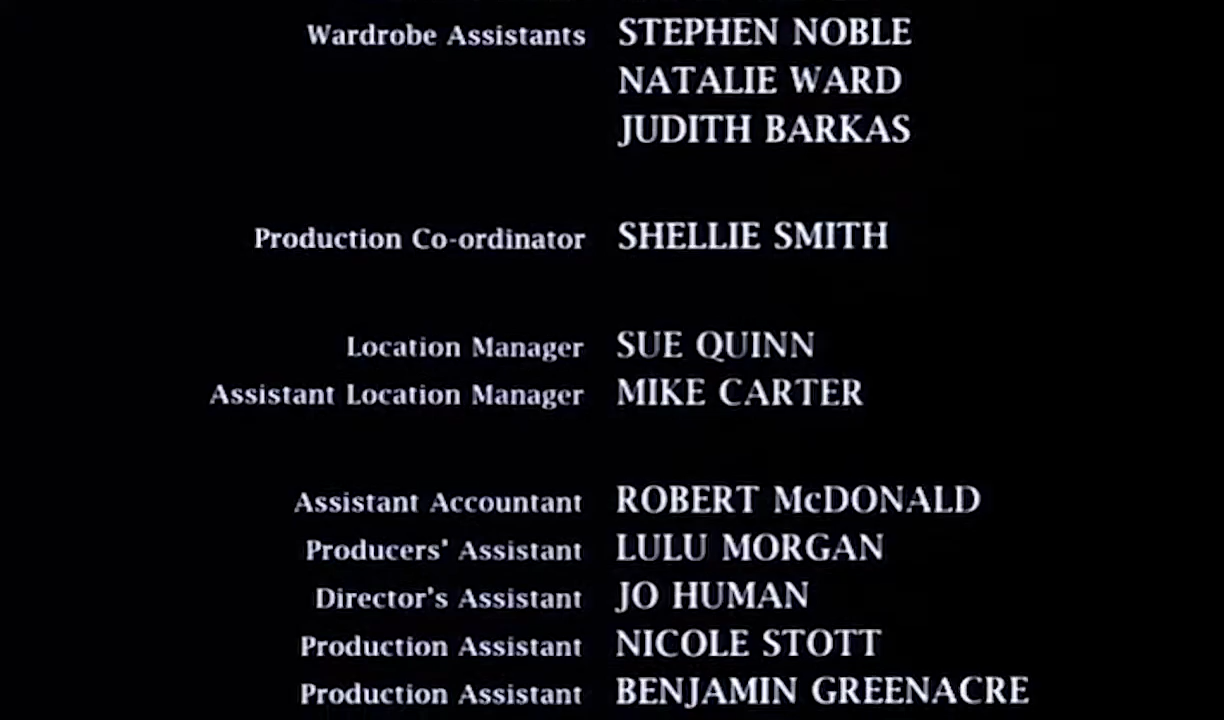 Wardrobe Assistants STEPHEN NOBLE
NATALIE WARD
JUDITH BARKAS
Production Co-ordinator SHELLIE SMITH
Location Manager SUE QUINN
Assistant Location Manager MIKE CARTER
Assistant Accountant ROBERT McDONALD
Producers' Assistant LULU MORGAN
Director's Assistant JO HUMAN
Production Assistant NICOLE STOTT
Production Assistant BENJAMIN GREENACRE